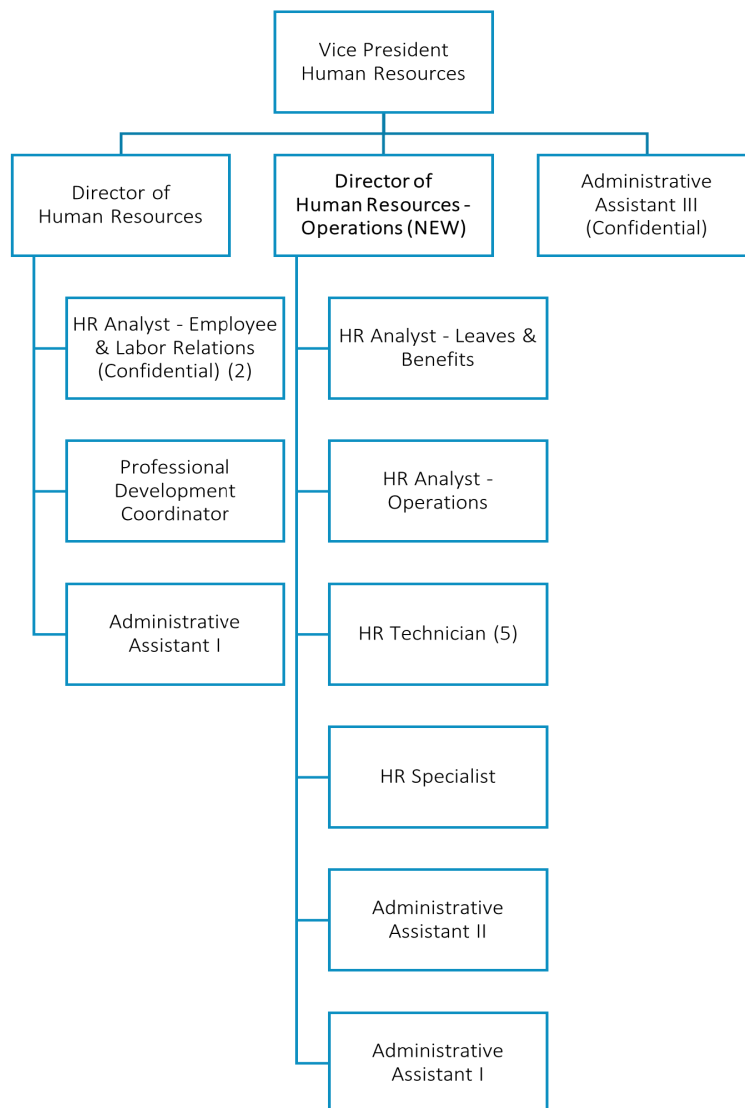 Vice President
Human Resources
Director of
Human Resources
Director of
Human Resources -
Operations (NEW)
Administrative
Assistant III
(Confidential)
HR Analyst - Employee
& Labor Relations
(Confidential) (2)
Professional
Development
Coordinator
Administrative
Assistant I
HR Analyst - Leaves &
Benefits
HR Analyst -
Operations
HR Technician (5)
HR Specialist
Administrative
Assistant II
Administrative
Assistant I